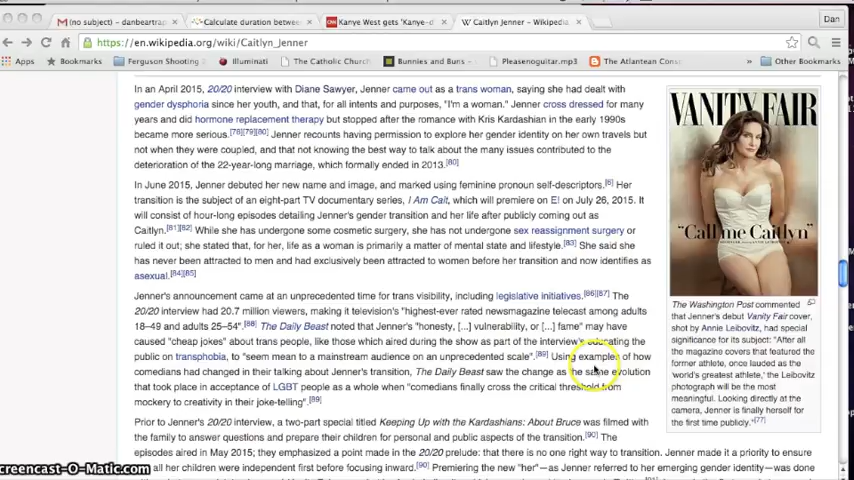 (no subject) - danbeartrap
Calculate duration betwee
Kanye West gets 'Kanye-d
Caitlyn Jenner - Wikipedia,
Dan
https://en.wikipedia.org/wiki/Caitlyn_Jenner
Apps
Bookmarks
Ferguson Shooting
Illuminati
The Catholic Church
Bunnies and Buns -
Pleasenoguitar.mp3
The Atlantean Cons
In an April 2015, 20/20 interview with Diane Sawyer, Jenner came out as a trans woman, saying she had dealt with
gender dysphoria since her youth, and that, for all intents and purposes, "I'm a woman." Jenner cross dressed for many
years and did hormone replacement therapy but stopped after the romance with Kris Kardashian in the early 1990s
became more serious.[78][79][80] Jenner recounts having permission to explore her gender identity on her own travels but
not when they were coupled, and that not knowing the best way to talk about the many issues contributed to the
deterioration of the 22-year-long marriage, which formally ended in 2013.[80]
In June 2015, Jenner debuted her new name and image, and marked using feminine pronoun self-descriptors.[6] Her
transition is the subject of an eight-part TV documentary series, I Am Cait, which will premiere on E! on July 26, 2015. It
will consist of hour-long episodes detailing Jenner's gender transition and her life after publicly coming out as
Caitlyn.[81][82] While she has undergone some cosmetic surgery, she has not undergone sex reassignment surgery or
ruled it out; she stated that, for her, life as a woman is primarily a matter of mental state and lifestyle.[83] She said she
has never been attracted to men and had exclusively been attracted to women before her transition and now identifies as
asexual.[84][85]
Jenner's announcement came at an unprecedented time for trans visibility, including legislative initiatives.[86][87] The
20/20 interview had 20.7 million viewers, making it television's "highest-ever rated newsmagazine telecast among adults
18–49 and adults 25–54".[88] The Daily Beast noted that Jenner's "honesty, [...] vulnerability, or [...] fame" may have
caused "cheap jokes" about trans people, like those which aired during the show as part of the interview's educating the
public on transphobia, to "seem mean to a mainstream audience on an unprecedented scale".[89] Using examples of how
comedians had changed in their talking about Jenner's transition, The Daily Beast saw the change as the same evolution
that took place in acceptance of LGBT people as a whole when "comedians finally cross the critical threshold from
mockery to creativity in their joke-telling".[89]
Prior to Jenner's 20/20 interview, a two-part special titled Keeping Up with the Kardashians: About Bruce was filmed with
the family to answer questions and prepare their children for personal and public aspects of the transition.[90] The
episodes aired in May 2015; they emphasized a point made in the 20/20 prelude: that there is no one right way to transition. Jenner made it a priority to ensure
all her children were independent first before focusing inward.[90] Premiering the new "her"—as Jenner referred to her emerging gender identity—was done
VANITY FAIR
"Call me Caitlyn"
The Washington Post commented
that Jenner's debut Vanity Fair cover,
shot by Annie Leibovitz, had special
significance for its subject: "After all
the magazine covers that featured the
former athlete, once lauded as the
'world's greatest athlete,' the Leibovitz
photograph will be the most
meaningful. Looking directly at the
camera, Jenner is finally herself for
the first time publicly."[77]
creencast-O-Matic.com